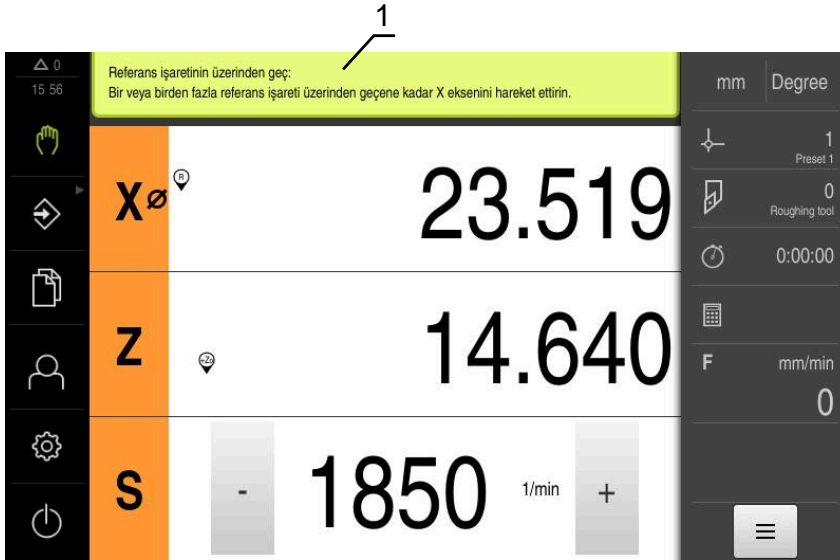 1
0
15 56
Referans işaretinin üzerinden geç:
Bir veya birden fazla referans işareti üzerinden geçene kadar X eksenini hareket ettirin.
mm Degree
1
Preset 1
0
Roughing tool
0:00:00
F mm/min
0
X⌀ R 23.519
Z 14.640
S - 1850 1/min +